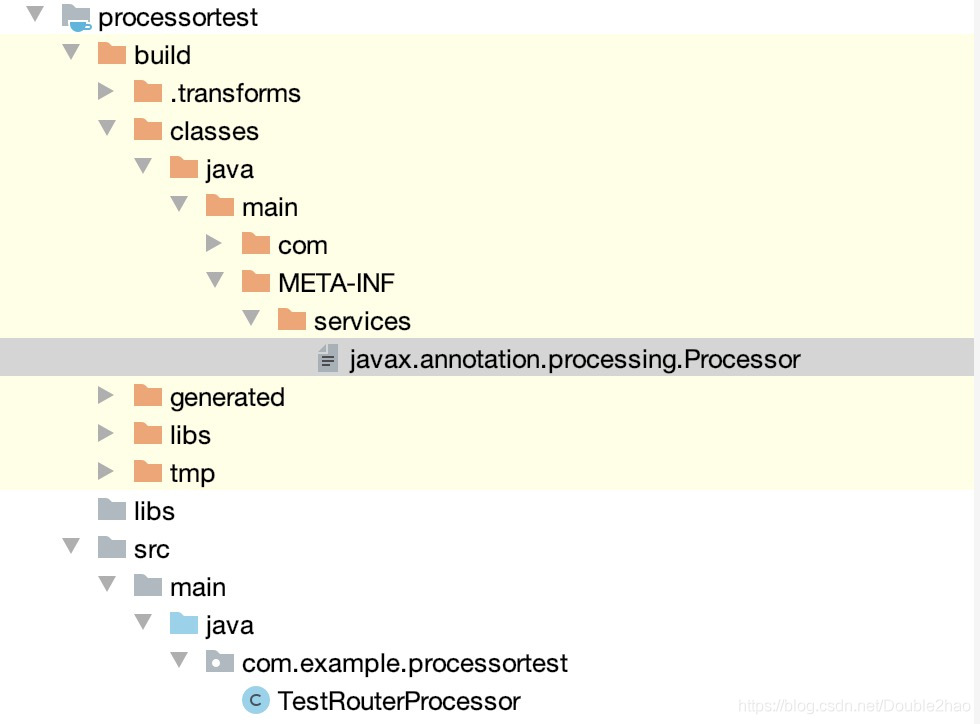 processortest
build
.transforms
classes
java
main
com
META-INF
services
javax.annotation.processing.Processor
generated
libs
tmp
libs
src
main
java
com.example.processortest
C TestRouterProcessor
https://blog.csdn.net/Double2hao